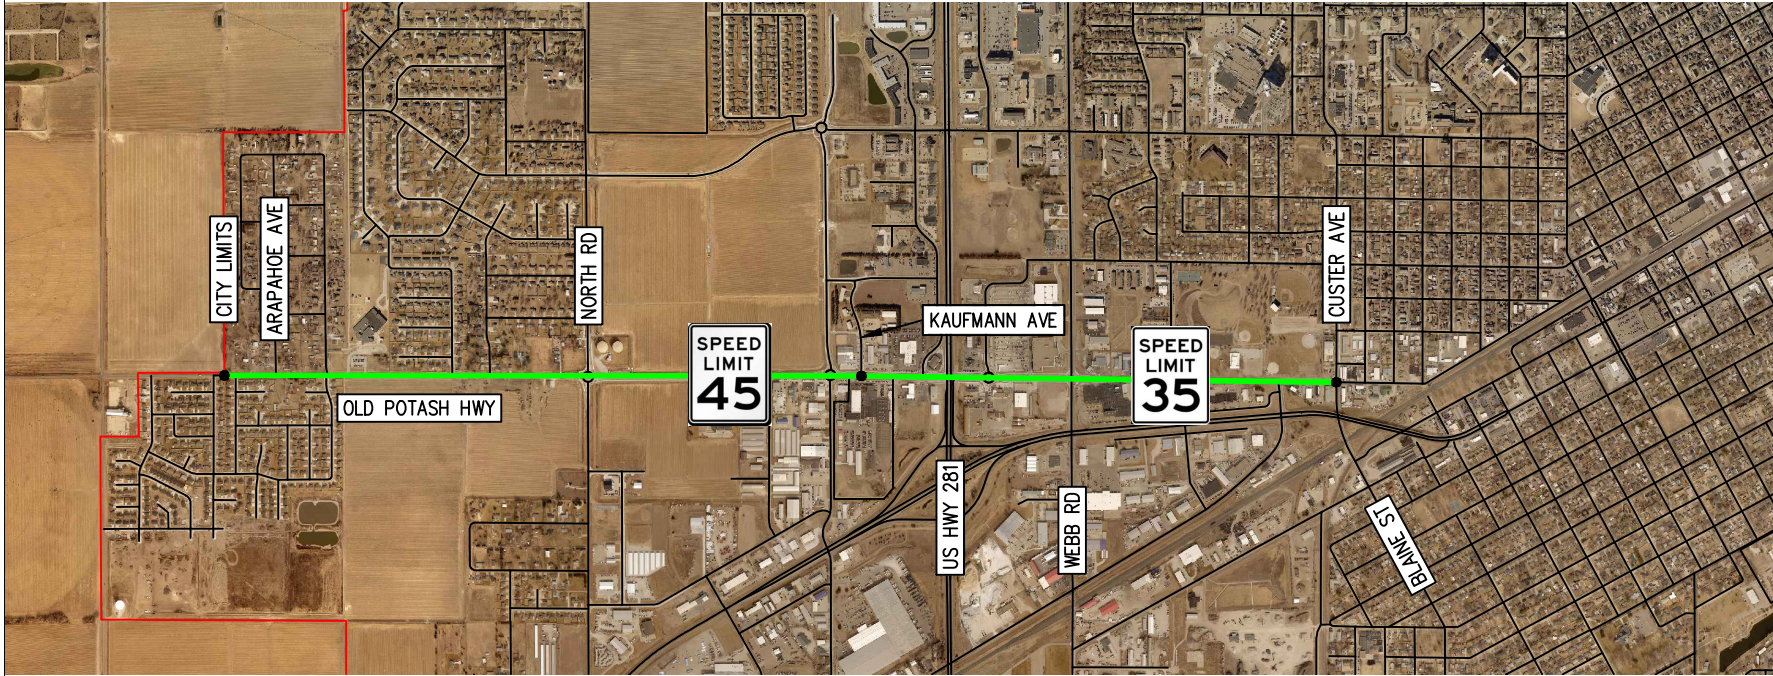 CITY LIMITS
ARAPAHOE AVE
NORTH RD
OLD POTASH HWY
SPEED
LIMIT
45
KAUFMANN AVE
US HWY 281
WEBB RD
SPEED
LIMIT
35
CUSTER AVE
BLAINE ST